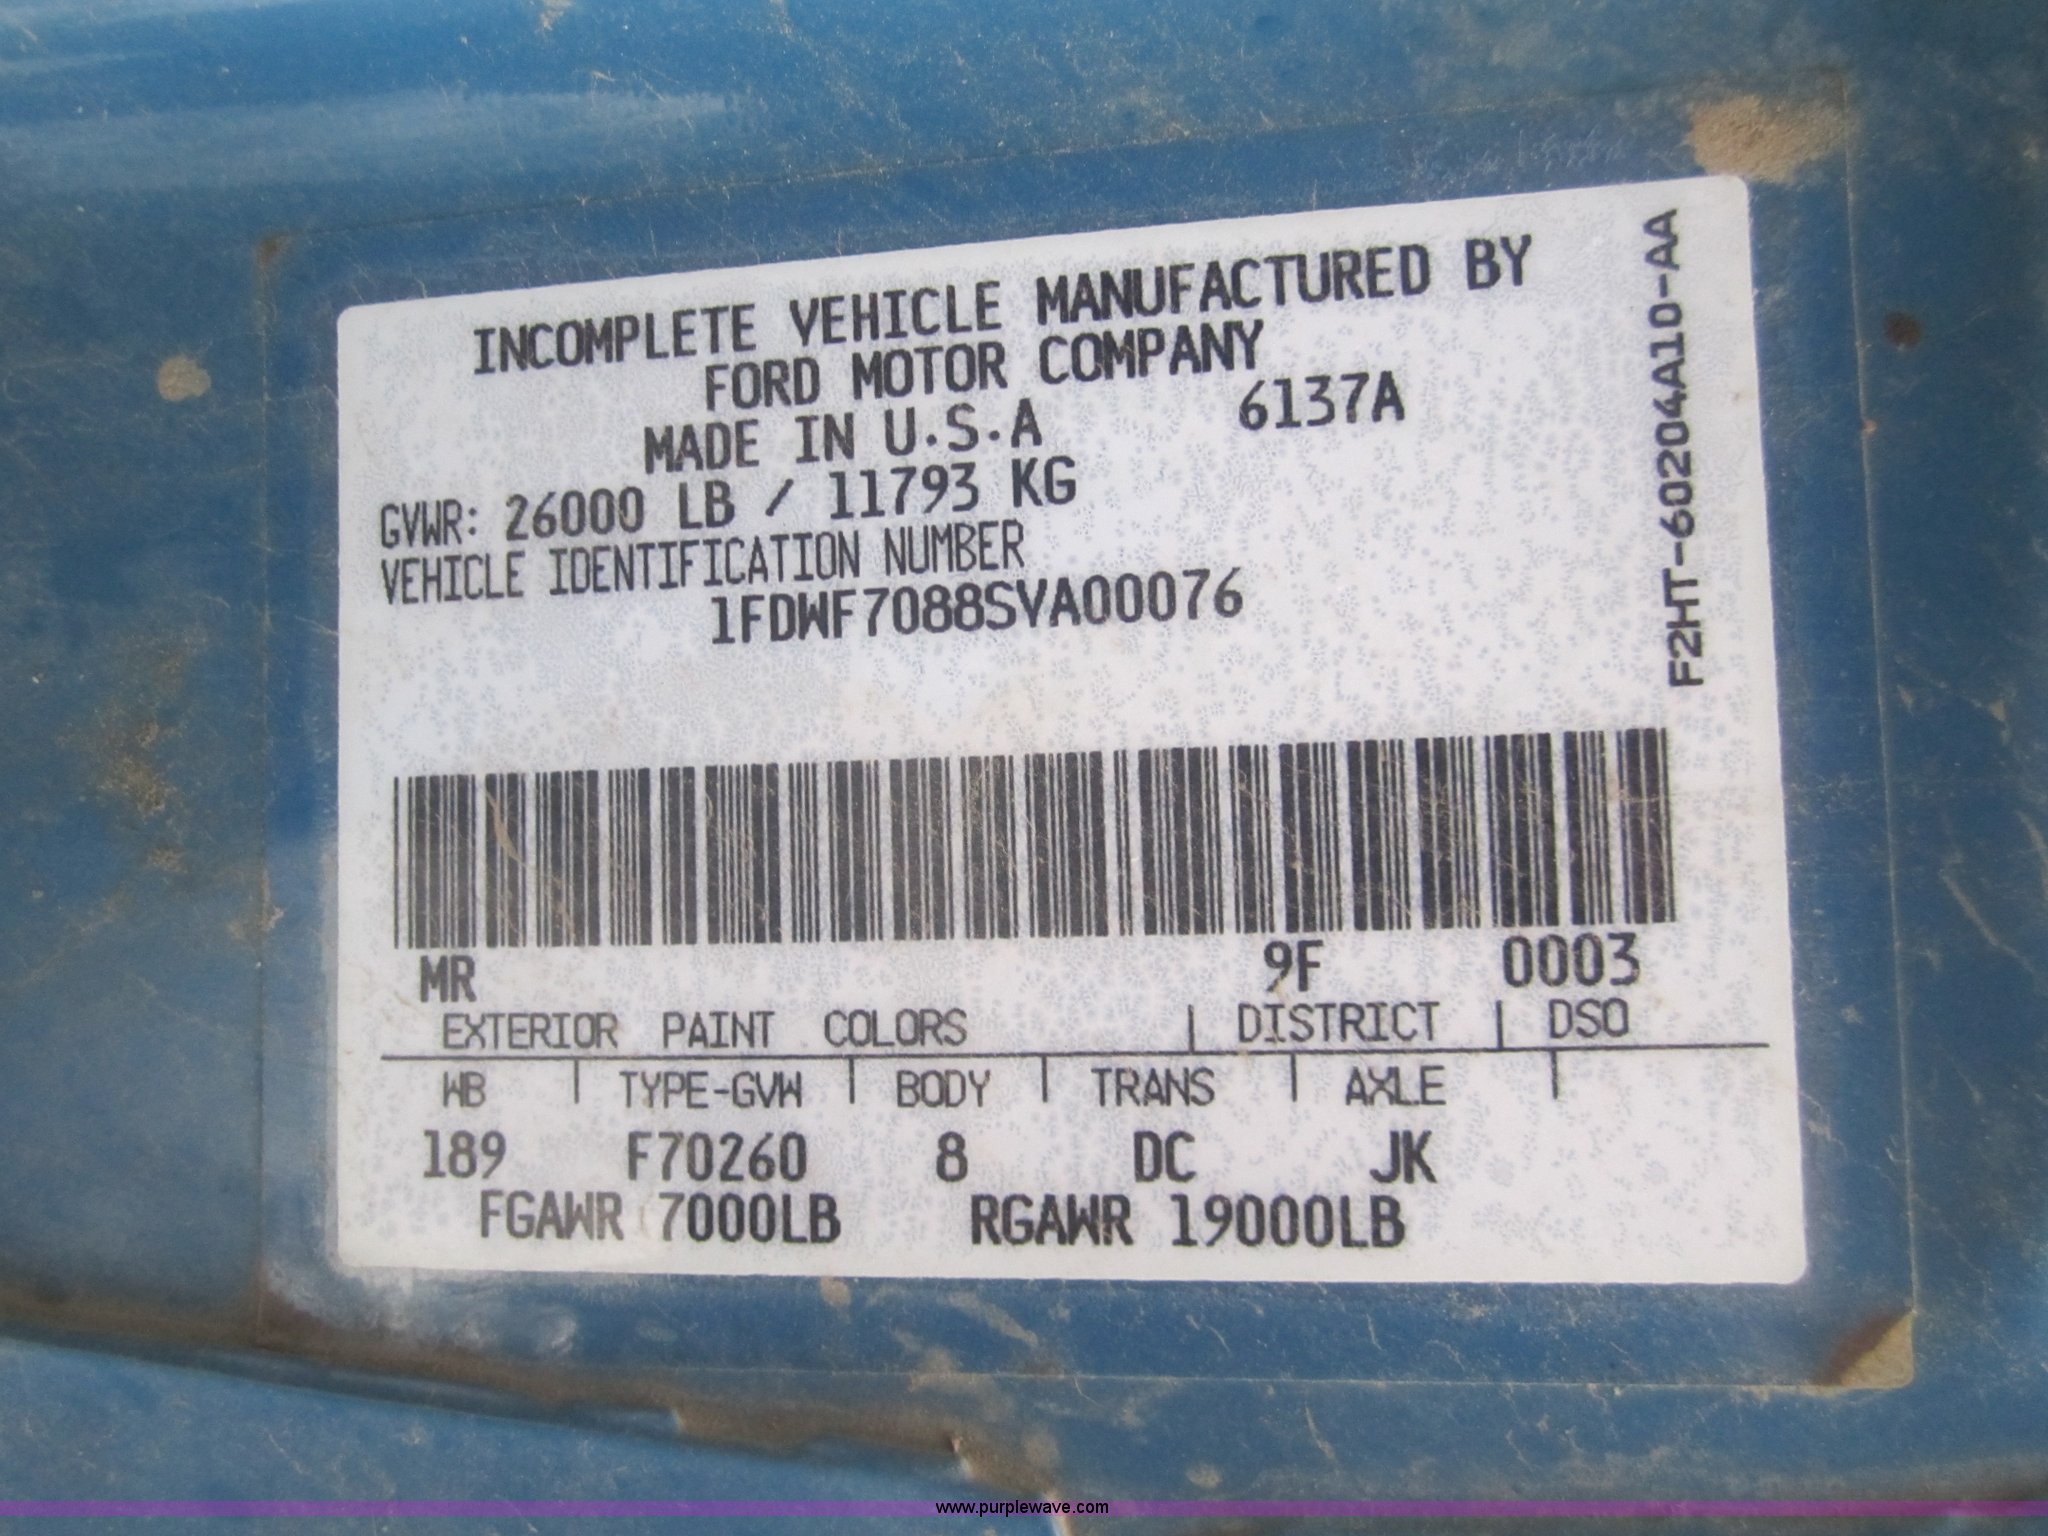 INCOMPLETE VEHICLE MANUFACTURED BY
FORD MOTOR COMPANY
MADE IN U.S.A 6137A
GVWR: 26000 LB / 11793 KG
VEHICLE IDENTIFICATION NUMBER
1FDWF7088SVA00076
F2HT-60204A10-AA
MR 9F 0003
EXTERIOR PAINT COLORS | DISTRICT | DSO
WB | TYPE-GVW | BODY | TRANS | AXLE |
189 F70260 8 DC JK
FGAWR 7000LB RGAWR 19000LB
www.purplewave.com